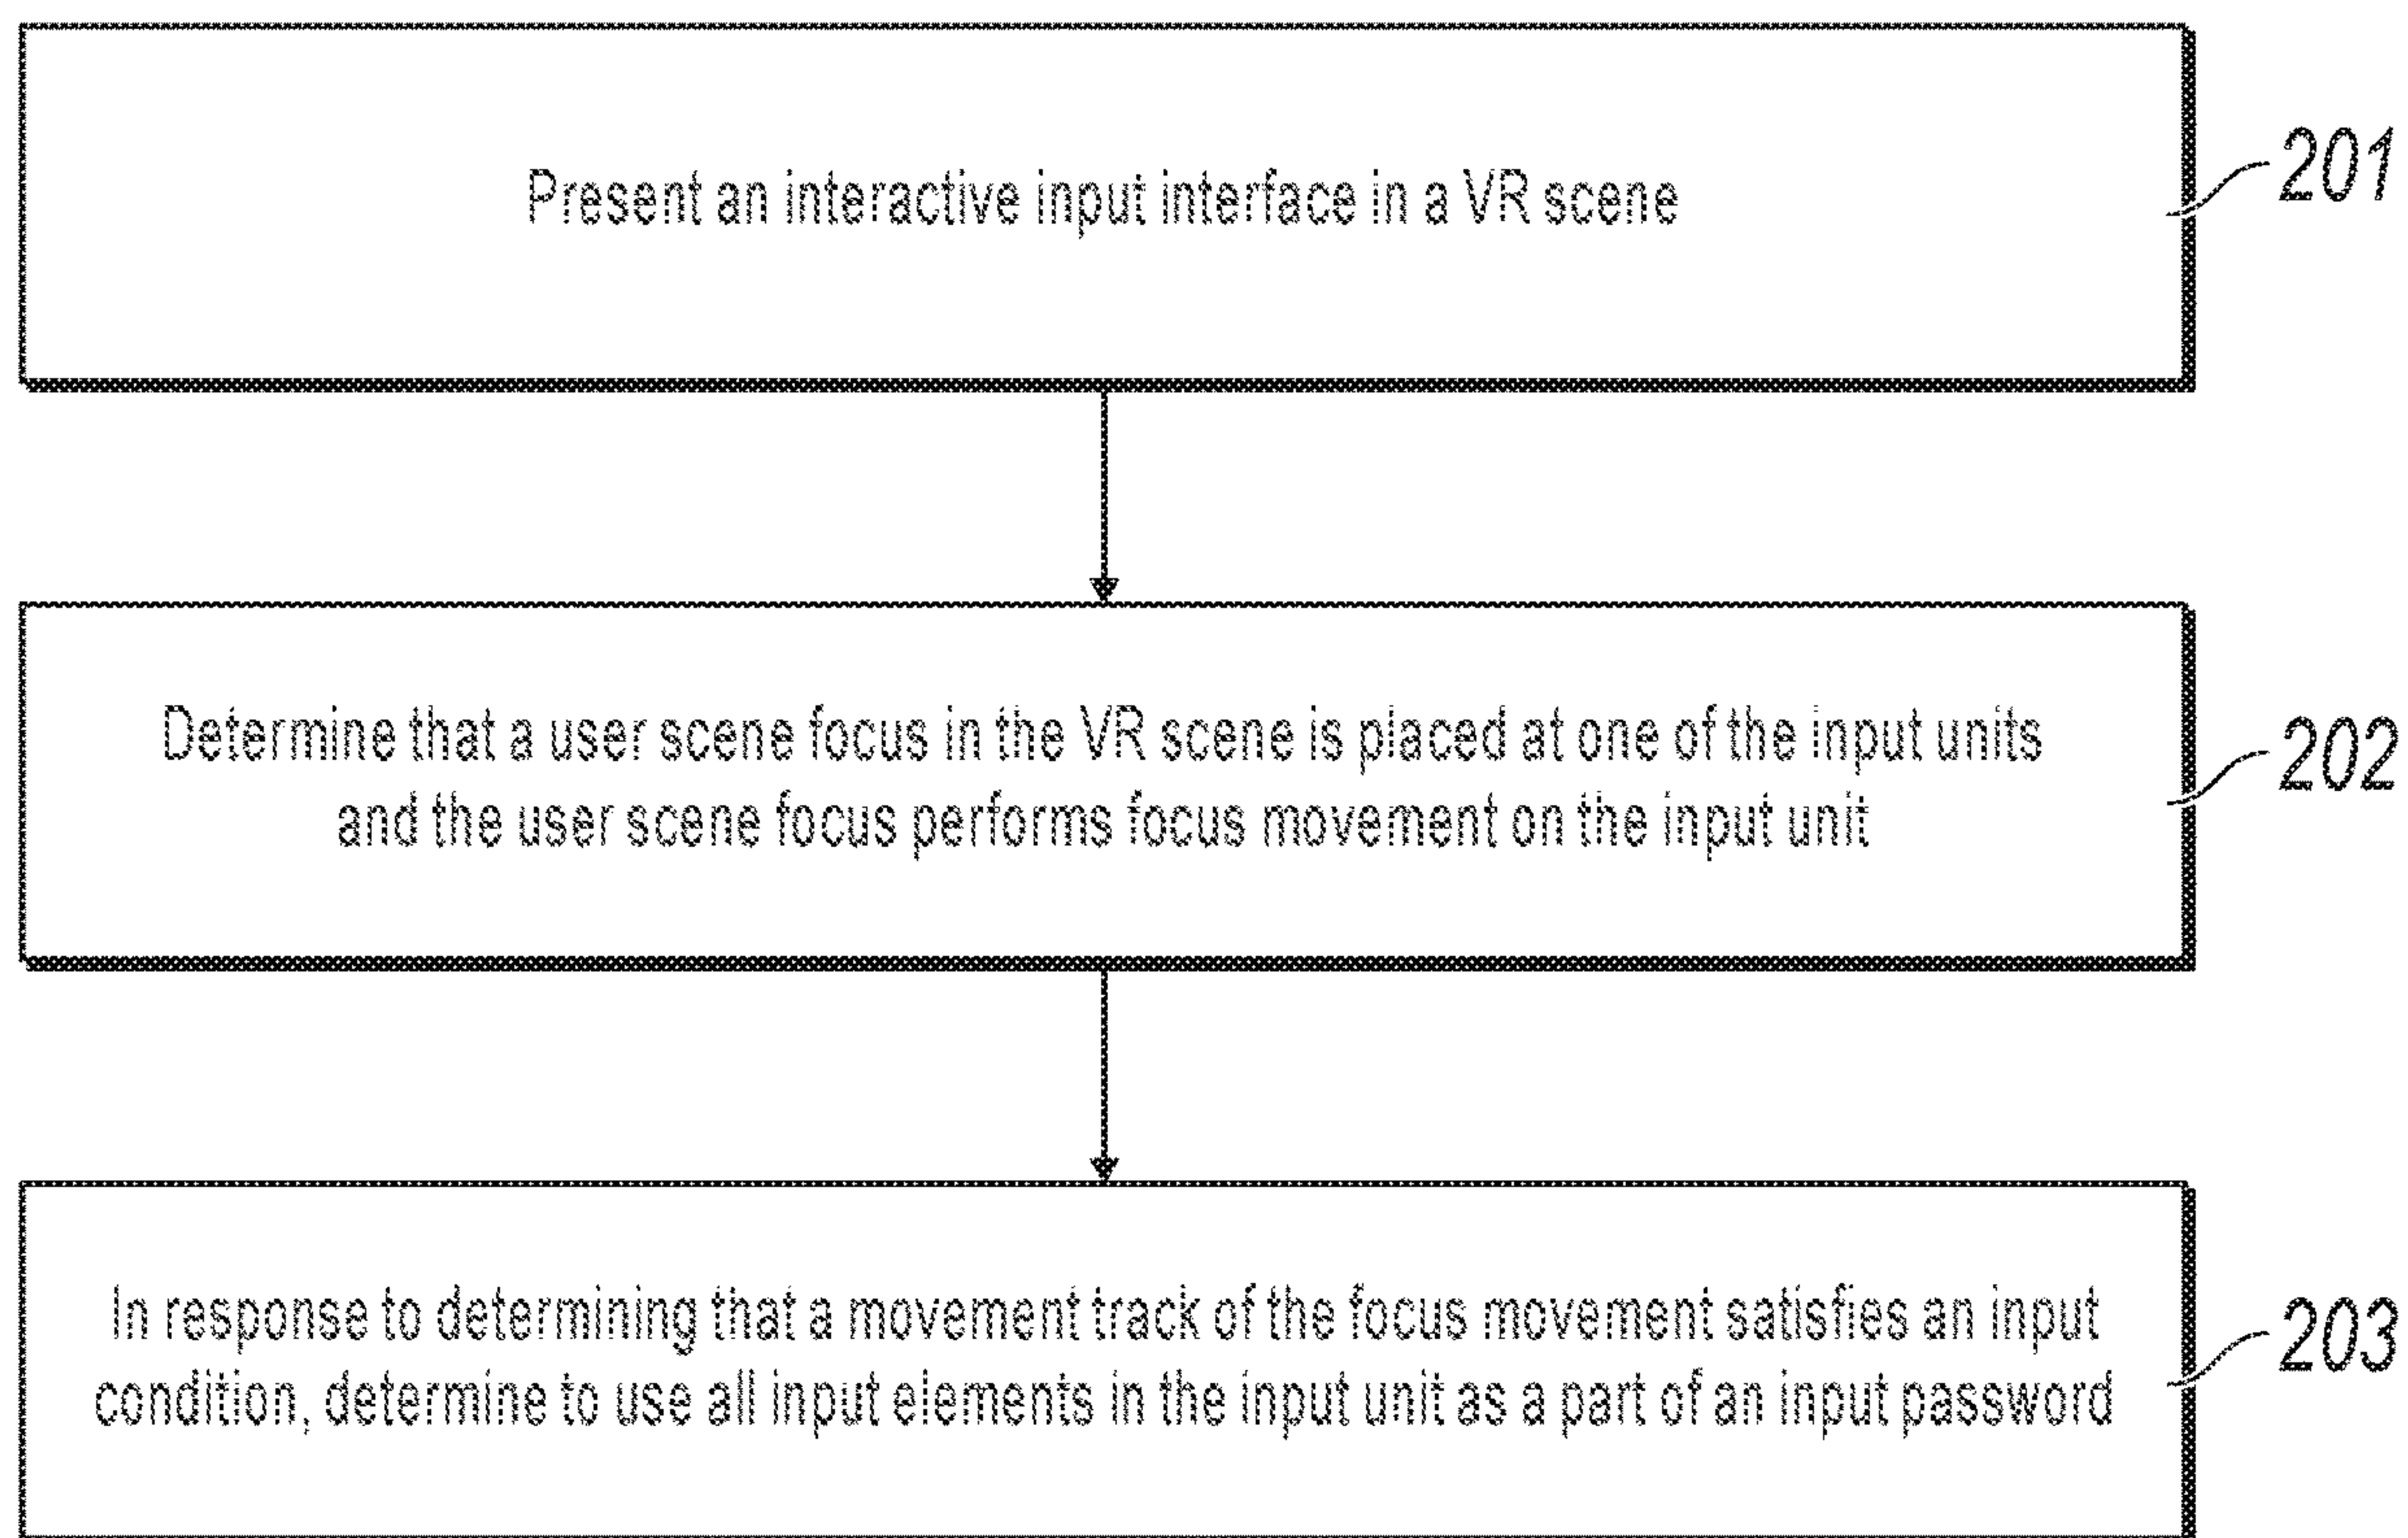 Present an interactive input interface in a VR scene
201
Determine that a user scene focus in the VR scene is placed at one of the input units
and the user scene focus performs focus movement on the input unit
202
In response to determining that a movement track of the focus movement satisfies an input
condition, determine to use all input elements in the input unit as a part of an input password
203